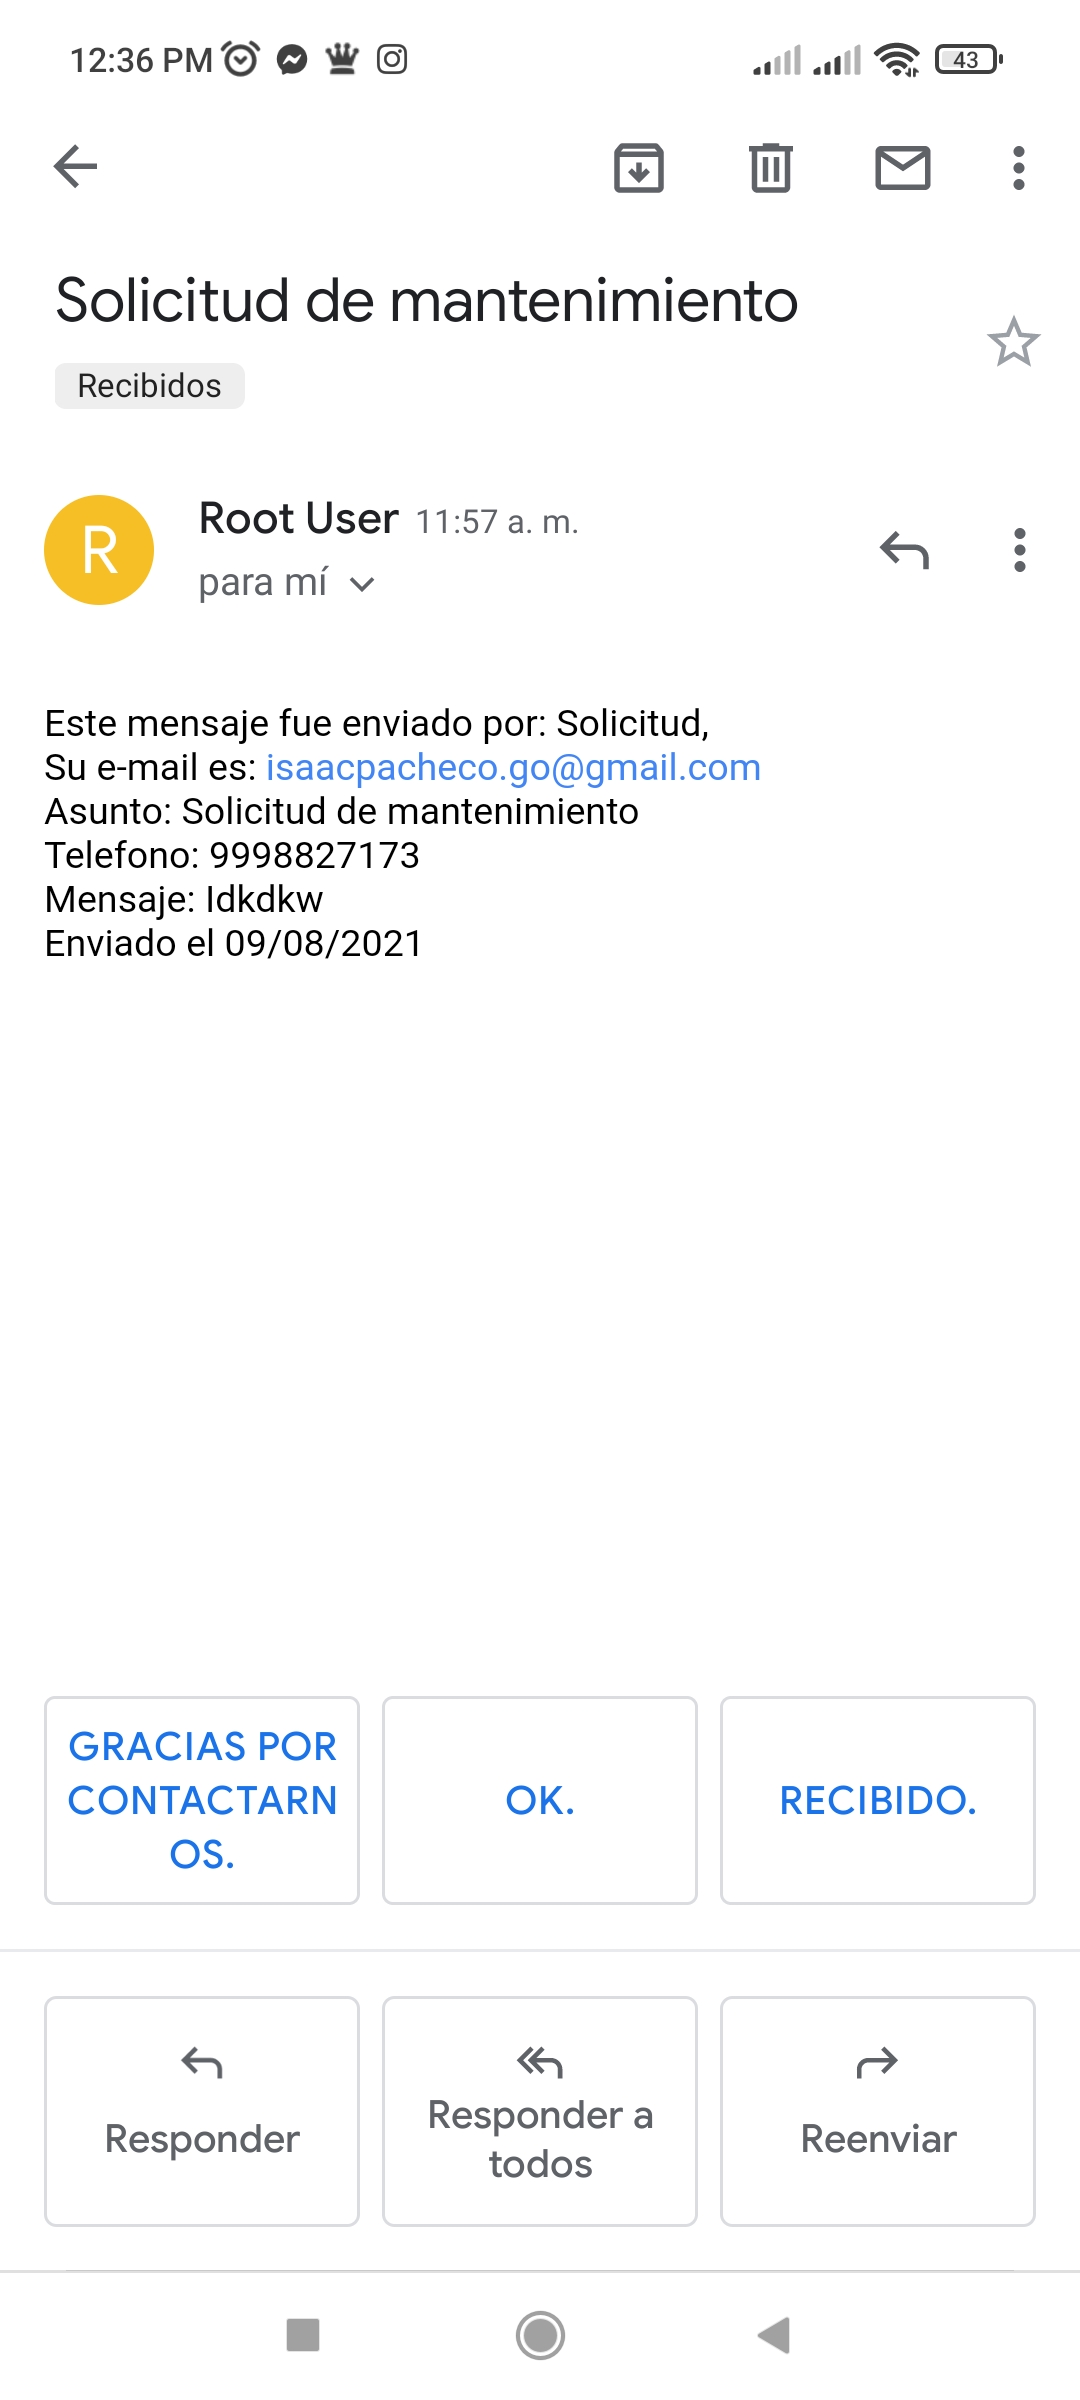 12:36 PM
43
Solicitud de mantenimiento
Recibidos
R
Root User 11:57 a. m.
para mí
Este mensaje fue enviado por: Solicitud,
Su e-mail es: isaacpacheco.go@gmail.com
Asunto: Solicitud de mantenimiento
Telefono: 9998827173
Mensaje: Idkdkw
Enviado el 09/08/2021
GRACIAS POR
CONTACTARN
OS.
OK.
RECIBIDO.
Responder
Responder a
todos
Reenviar